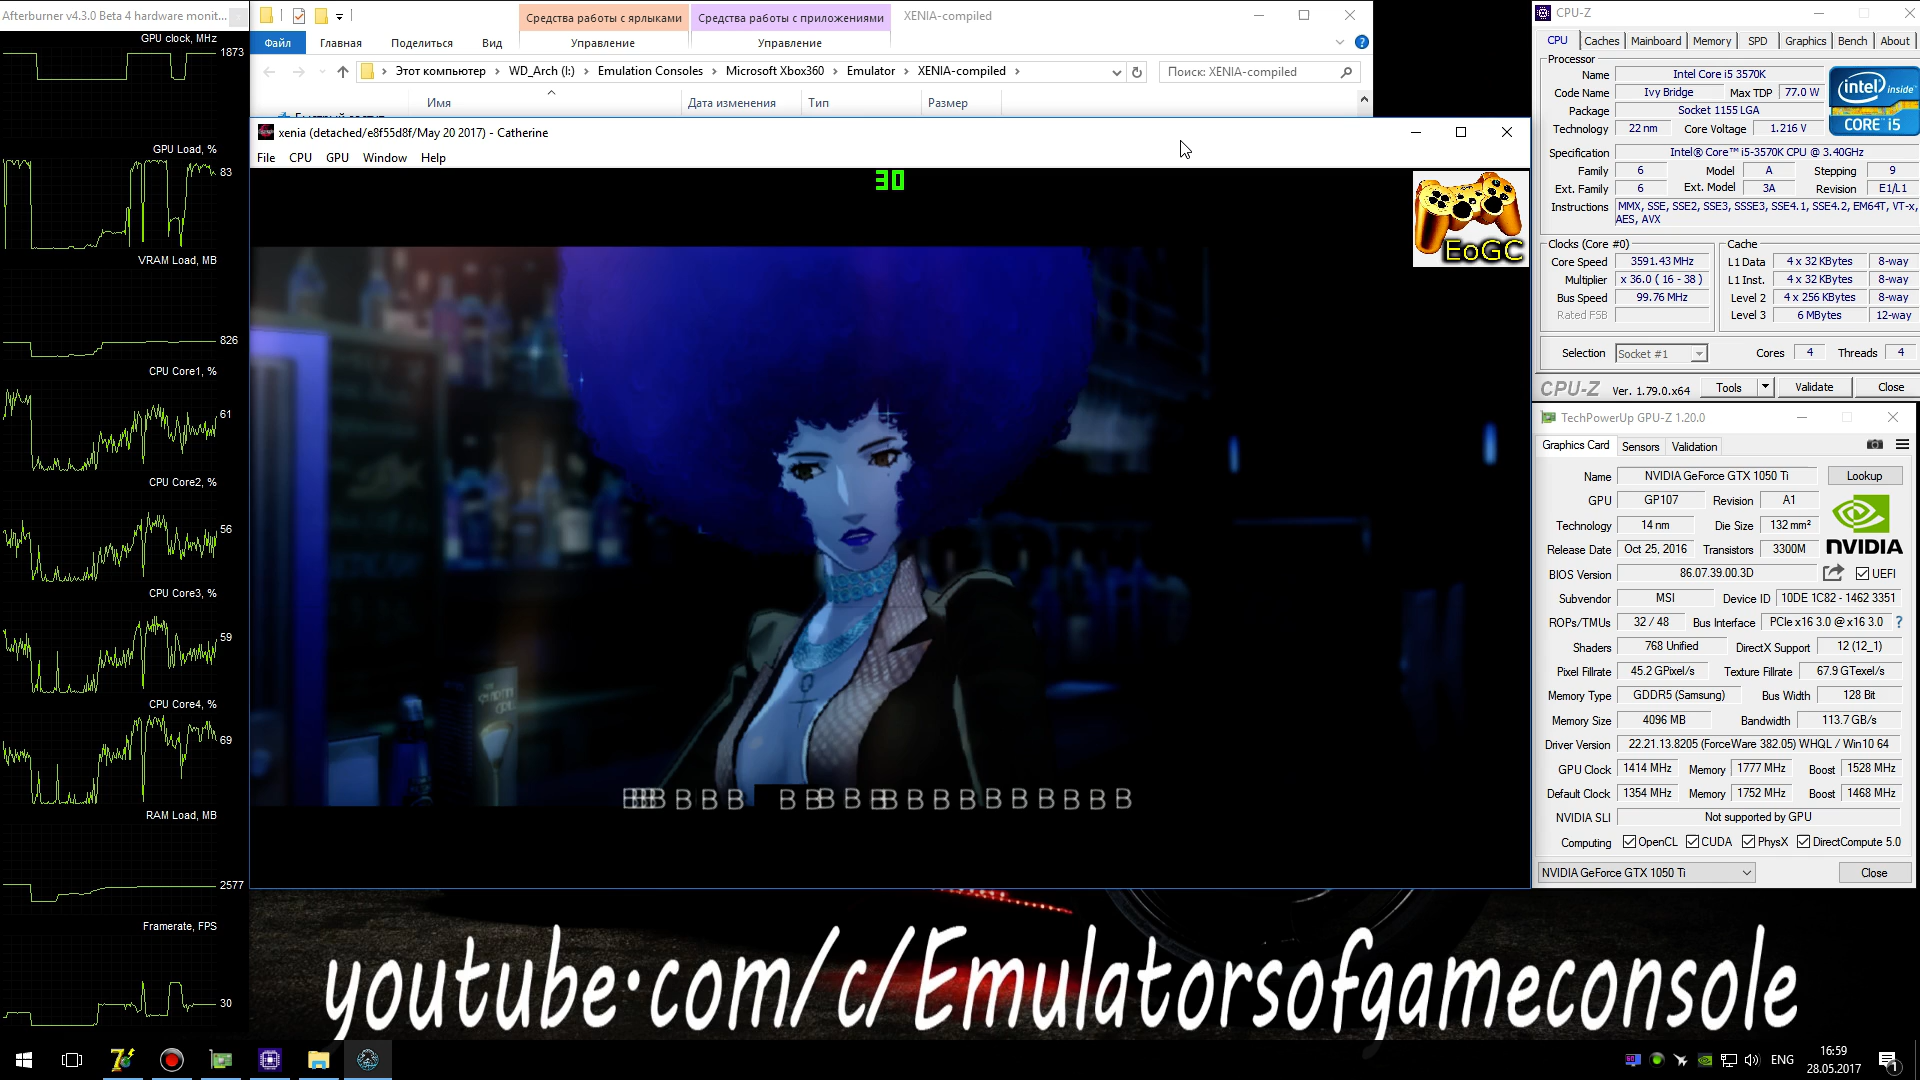 Afterburner v4.3.0 Beta 4 hardware monit...
GPU clock, MHz
1873
GPU Load, %
83
VRAM Load, MB
826
CPU Core1, %
61
CPU Core2, %
56
CPU Core3, %
59
CPU Core4, %
69
RAM Load, MB
2577
Framerate, FPS
30
Средства работы с ярлыками
Средства работы с приложениями
XENIA-compiled
Файл
Главная
Поделиться
Вид
Управление
Управление
Этот компьютер > WD_Arch (I:) > Emulation Consoles > Microsoft Xbox360 > Emulator > XENIA-compiled >
Поиск: XENIA-compiled
Имя
Дата изменения
Тип
Размер
xenia (detached/e8f55d8f/May 20 2017) - Catherine
File CPU GPU Window Help
30
EoGC
BBB B B B B B B B B B B B B B B B B B
CPU-Z
CPU Caches Mainboard Memory SPD Graphics Bench About
Processor
Name Intel Core i5 3570K
Code Name Ivy Bridge Max TDP 77.0 W
Package Socket 1155 LGA
Technology 22 nm Core Voltage 1.216 V
intel inside™
CORE i5
Specification Intel® Core™ i5-3570K CPU @ 3.40GHz
Family 6 Model A Stepping 9
Ext. Family 6 Ext. Model 3A Revision E1/L1
Instructions MMX, SSE, SSE2, SSE3, SSSE3, SSE4.1, SSE4.2, EM64T, VT-x,
AES, AVX
Clocks (Core #0)
Core Speed 3591.43 MHz
Multiplier x 36.0 ( 16 - 38 )
Bus Speed 99.76 MHz
Rated FSB
Cache
L1 Data 4 x 32 KBytes 8-way
L1 Inst. 4 x 32 KBytes 8-way
Level 2 4 x 256 KBytes 8-way
Level 3 6 MBytes 12-way
Selection Socket #1 Cores 4 Threads 4
CPU-Z Ver. 1.79.0.x64 Tools Validate Close
TechPowerUp GPU-Z 1.20.0
Graphics Card Sensors Validation
Name NVIDIA GeForce GTX 1050 Ti Lookup
GPU GP107 Revision A1
Technology 14 nm Die Size 132 mm²
Release Date Oct 25, 2016 Transistors 3300M
NVIDIA
BIOS Version 86.07.39.00.3D UEFI
Subvendor MSI Device ID 10DE 1C82 - 1462 3351
ROPs/TMUs 32 / 48 Bus Interface PCIe x16 3.0 @ x16 3.0 ?
Shaders 768 Unified DirectX Support 12 (12_1)
Pixel Fillrate 45.2 GPixel/s Texture Fillrate 67.9 GTexel/s
Memory Type GDDR5 (Samsung) Bus Width 128 Bit
Memory Size 4096 MB Bandwidth 113.7 GB/s
Driver Version 22.21.13.8205 (ForceWare 382.05) WHQL / Win10 64
GPU Clock 1414 MHz Memory 1777 MHz Boost 1528 MHz
Default Clock 1354 MHz Memory 1752 MHz Boost 1468 MHz
NVIDIA SLI Not supported by GPU
Computing OpenCL CUDA PhysX DirectCompute 5.0
NVIDIA GeForce GTX 1050 Ti Close
youtube.com/c/Emulatorsofgameconsole
ENG
16:59
28.05.2017
1